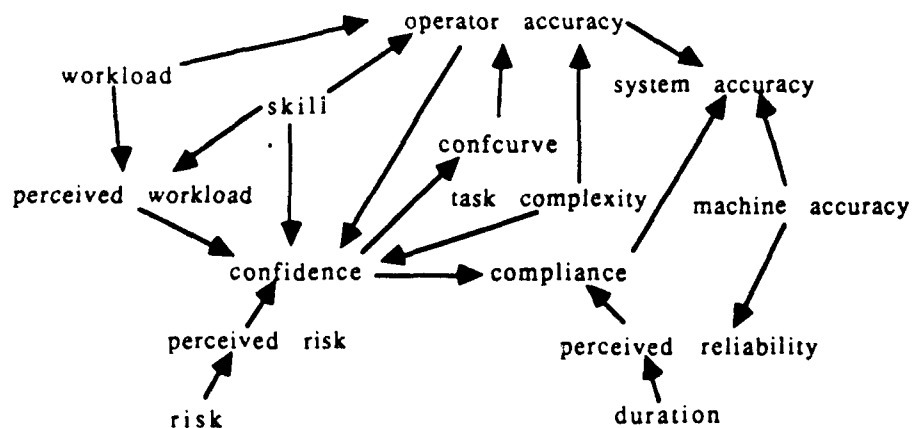 operator accuracy
workload
system accuracy
skill
confcurve
perceived workload
task complexity
machine accuracy
confidence
compliance
perceived risk
perceived reliability
risk
duration